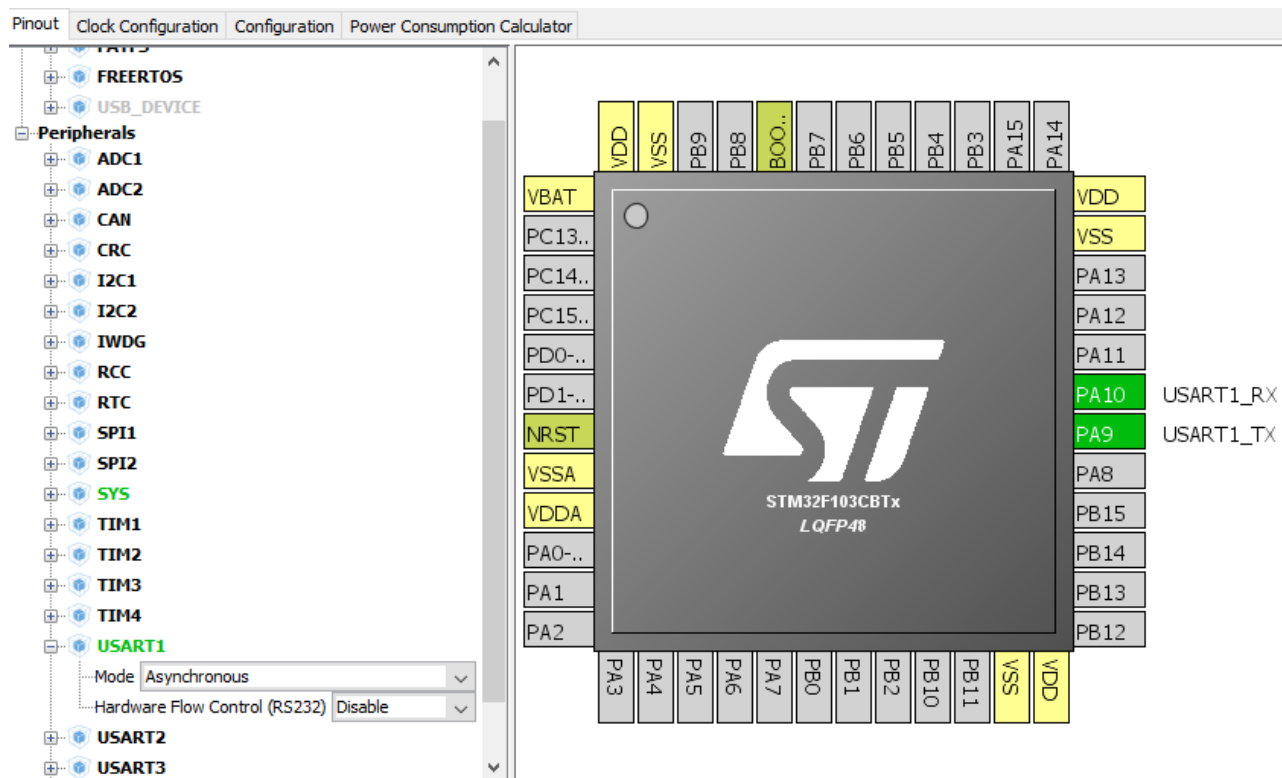 Pinout Clock Configuration Configuration Power Consumption Calculator
FREERTOS
USB_DEVICE
Peripherals
ADC1
ADC2
CAN
CRC
I2C1
I2C2
IWDG
RCC
RTC
SPI1
SPI2
SYS
TIM1
TIM2
TIM3
TIM4
USART1
Mode Asynchronous
Hardware Flow Control (RS232) Disable
USART2
USART3
VDD
VSS
PB9
PB8
BOO..
PB7
PB6
PB5
PB4
PB3
PA15
PA14
VBAT
PC13..
PC14..
PC15..
PD0-..
PD1-..
NRST
VSSA
VDDA
PA0-..
PA1
PA2
ST
STM32F103CBTx
LQFP48
VDD
VSS
PA13
PA12
PA11
PA10 USART1_RX
PA9 USART1_TX
PA8
PB15
PB14
PB13
PB12
PA3
PA4
PA5
PA6
PA7
PB0
PB1
PB2
PB10
PB11
VSS
VDD